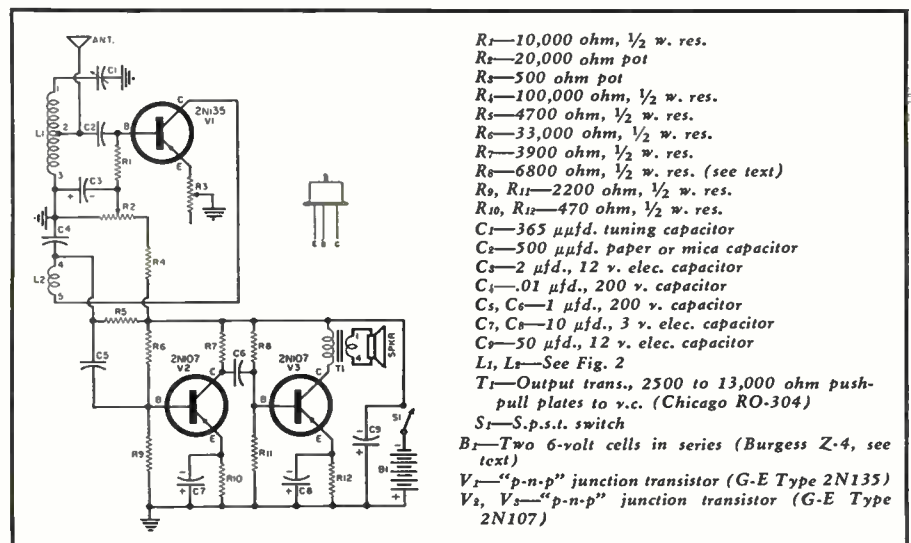 ANT.
C1
1
2N135
V1
C
L1
2
C2
B
E
R1
3
C3
+ -
R3
R2
B
E B C
C4
4
R4
L2
5
R5
C5
R6
R7
C6
R8
T1
1
4
SPKR
2N107
V2
2N107
V3
C
C
B
B
E
E
S1
C9
R9
R11
C7
R10
C8
R12
B1
R1—10,000 ohm, ½ w. res.
R2—20,000 ohm pot
R3—500 ohm pot
R4—100,000 ohm, ½ w. res.
R5—4700 ohm, ½ w. res.
R6—33,000 ohm, ½ w. res.
R7—3900 ohm, ½ w. res.
R8—6800 ohm, ½ w. res. (see text)
R9, R11—2200 ohm, ½ w. res.
R10, R12—470 ohm, ½ w. res.
C1—365 μμfd. tuning capacitor
C2—500 μμfd. paper or mica capacitor
C3—2 μfd., 12 v. elec. capacitor
C4—.01 μfd., 200 v. capacitor
C5, C6—1 μfd., 200 v. capacitor
C7, C8—10 μfd., 3 v. elec. capacitor
C9—50 μfd., 12 v. elec. capacitor
L1, L2—See Fig. 2
T1—Output trans., 2500 to 13,000 ohm push-
pull plates to v.c. (Chicago RO-304)
S1—S.p.s.t. switch
B1—Two 6-volt cells in series (Burgess Z-4, see
text)
V1—"p-n-p" junction transistor (G-E Type 2N135)
V2, V3—"p-n-p" junction transistor (G-E Type
2N107)